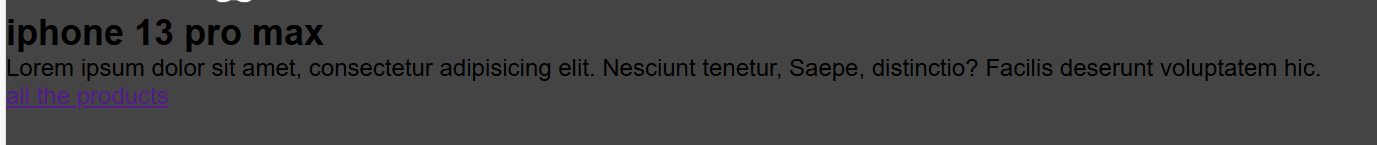 iphone 13 pro max
Lorem ipsum dolor sit amet, consectetur adipisicing elit. Nesciunt tenetur, Saepe, distinctio? Facilis deserunt voluptatem hic.
all the products